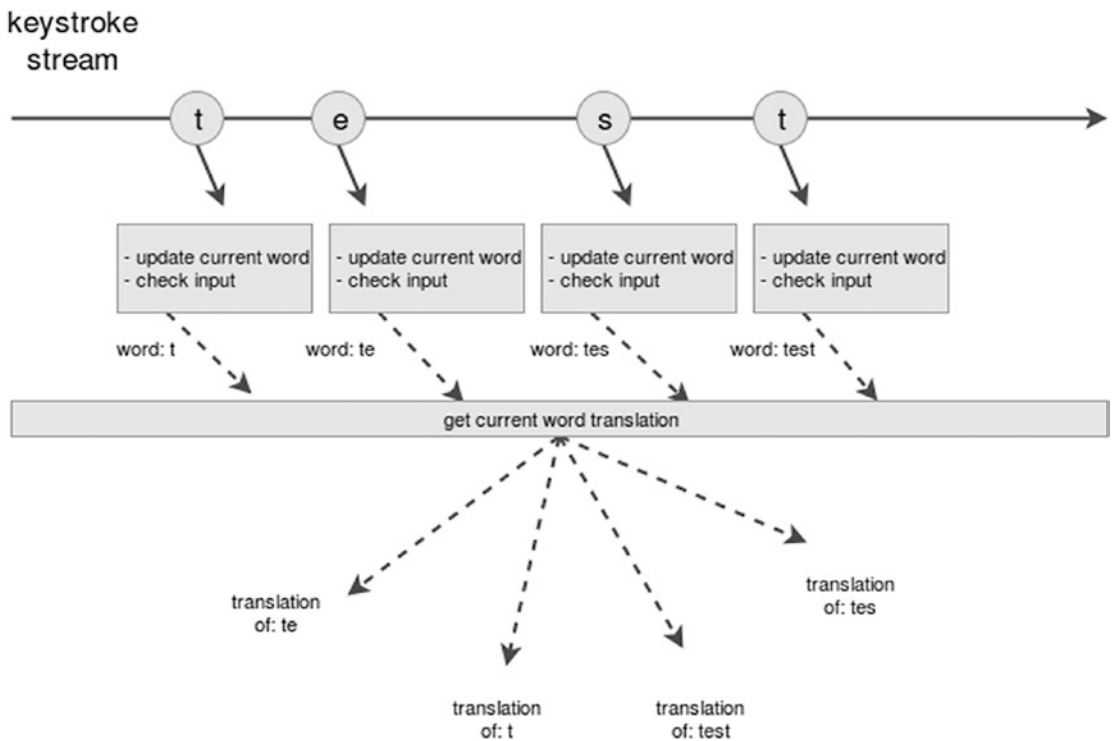 keystroke
stream
t
e
s
t
- update current word
- check input
- update current word
- check input
- update current word
- check input
- update current word
- check input
word: t
word: te
word: tes
word: test
get current word translation
translation
of: te
translation
of: t
translation
of: test
translation
of: tes